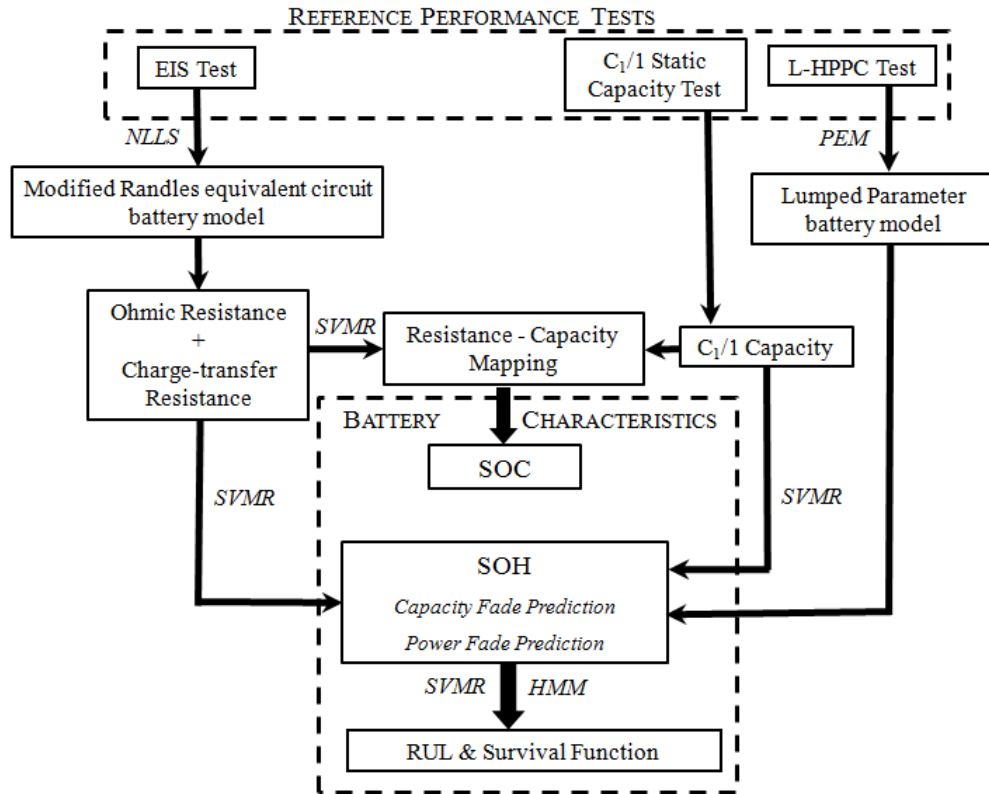 REFERENCE PERFORMANCE TESTS
EIS Test
C₁/1 Static
Capacity Test
L-HPPC Test
NLLS
PEM
Modified Randles equivalent circuit
battery model
Lumped Parameter
battery model
Ohmic Resistance
+
Charge-transfer
Resistance
SVMR
Resistance - Capacity
Mapping
C₁/1 Capacity
BATTERY CHARACTERISTICS
SOC
SVMR
SVMR
SOH
Capacity Fade Prediction
Power Fade Prediction
SVMR HMM
RUL & Survival Function